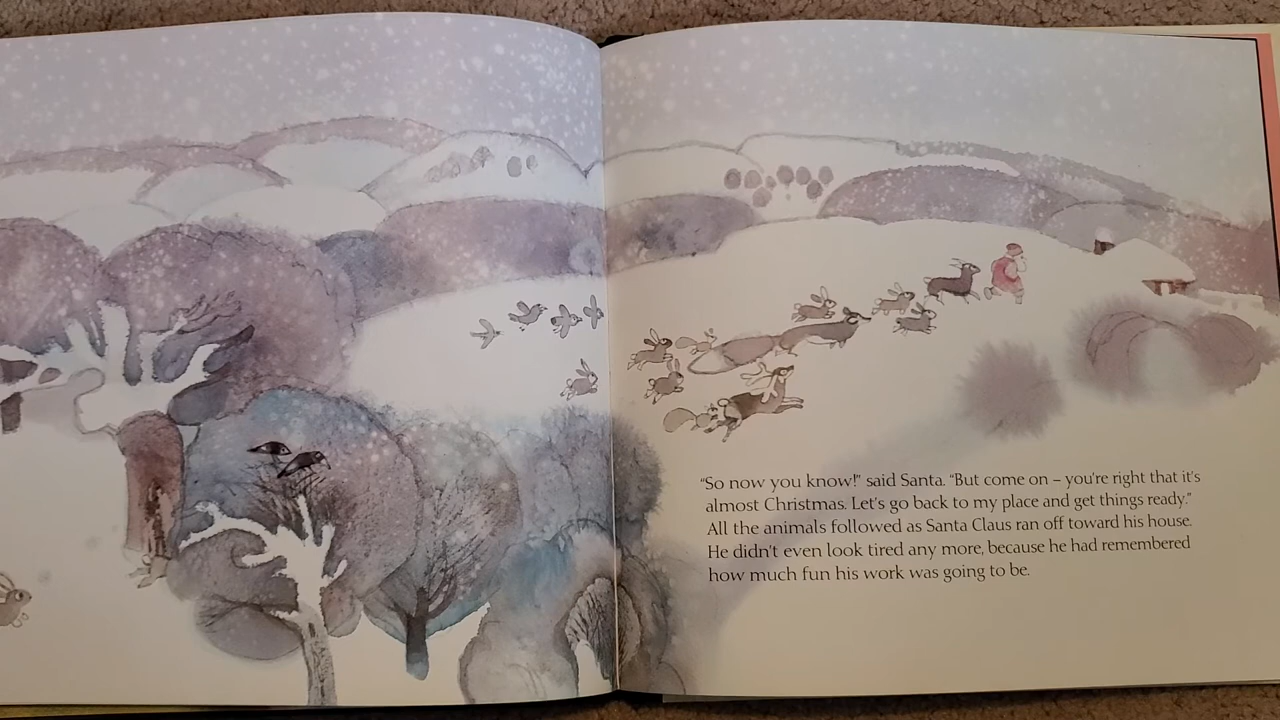 "So now you know!" said Santa. "But come on – you're right that it's
almost Christmas. Let's go back to my place and get things ready."
All the animals followed as Santa Claus ran off toward his house.
He didn't even look tired any more, because he had remembered
how much fun his work was going to be.